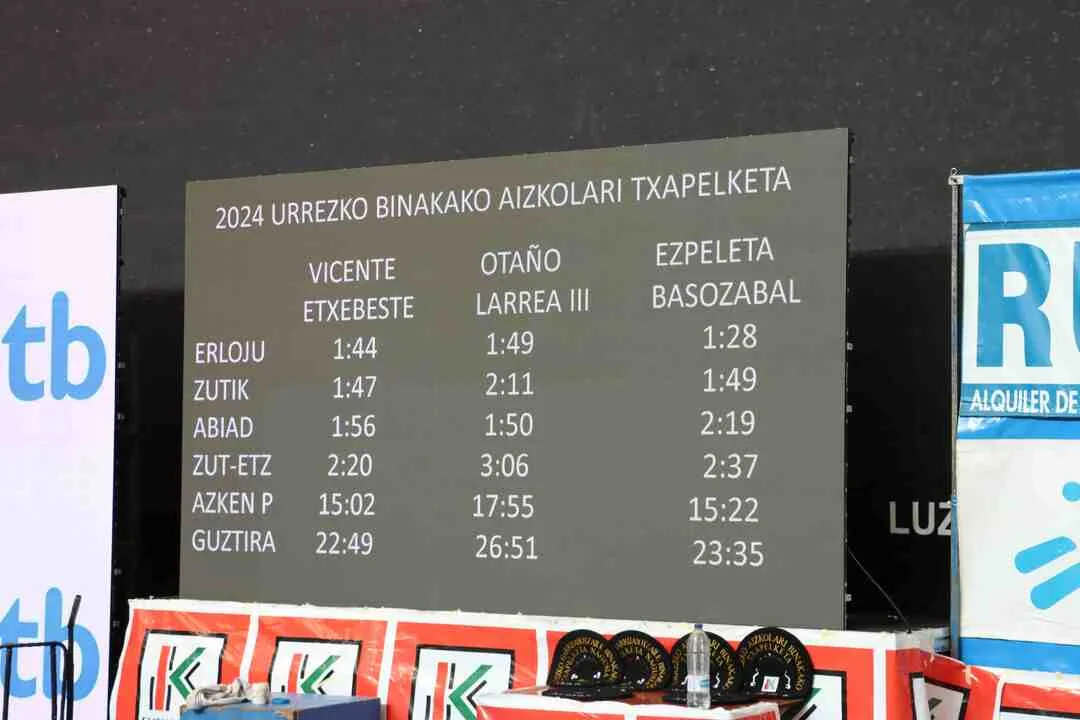 2024 URREZKO BINAKAKO AIZKOLARI TXAPELKETA
VICENTE OTAÑO EZPELETA
ETXEBESTE LARREA III BASOZABAL
ERLOJU 1:44 1:49 1:28
ZUTIK 1:47 2:11 1:49
ABIAD 1:56 1:50 2:19
ZUT-ETZ 2:20 3:06 2:37
AZKEN P 15:02 17:55 15:22
GUZTIRA 22:49 26:51 23:35
tb
tb
ALQUILER DE
LUZ
K
K
K